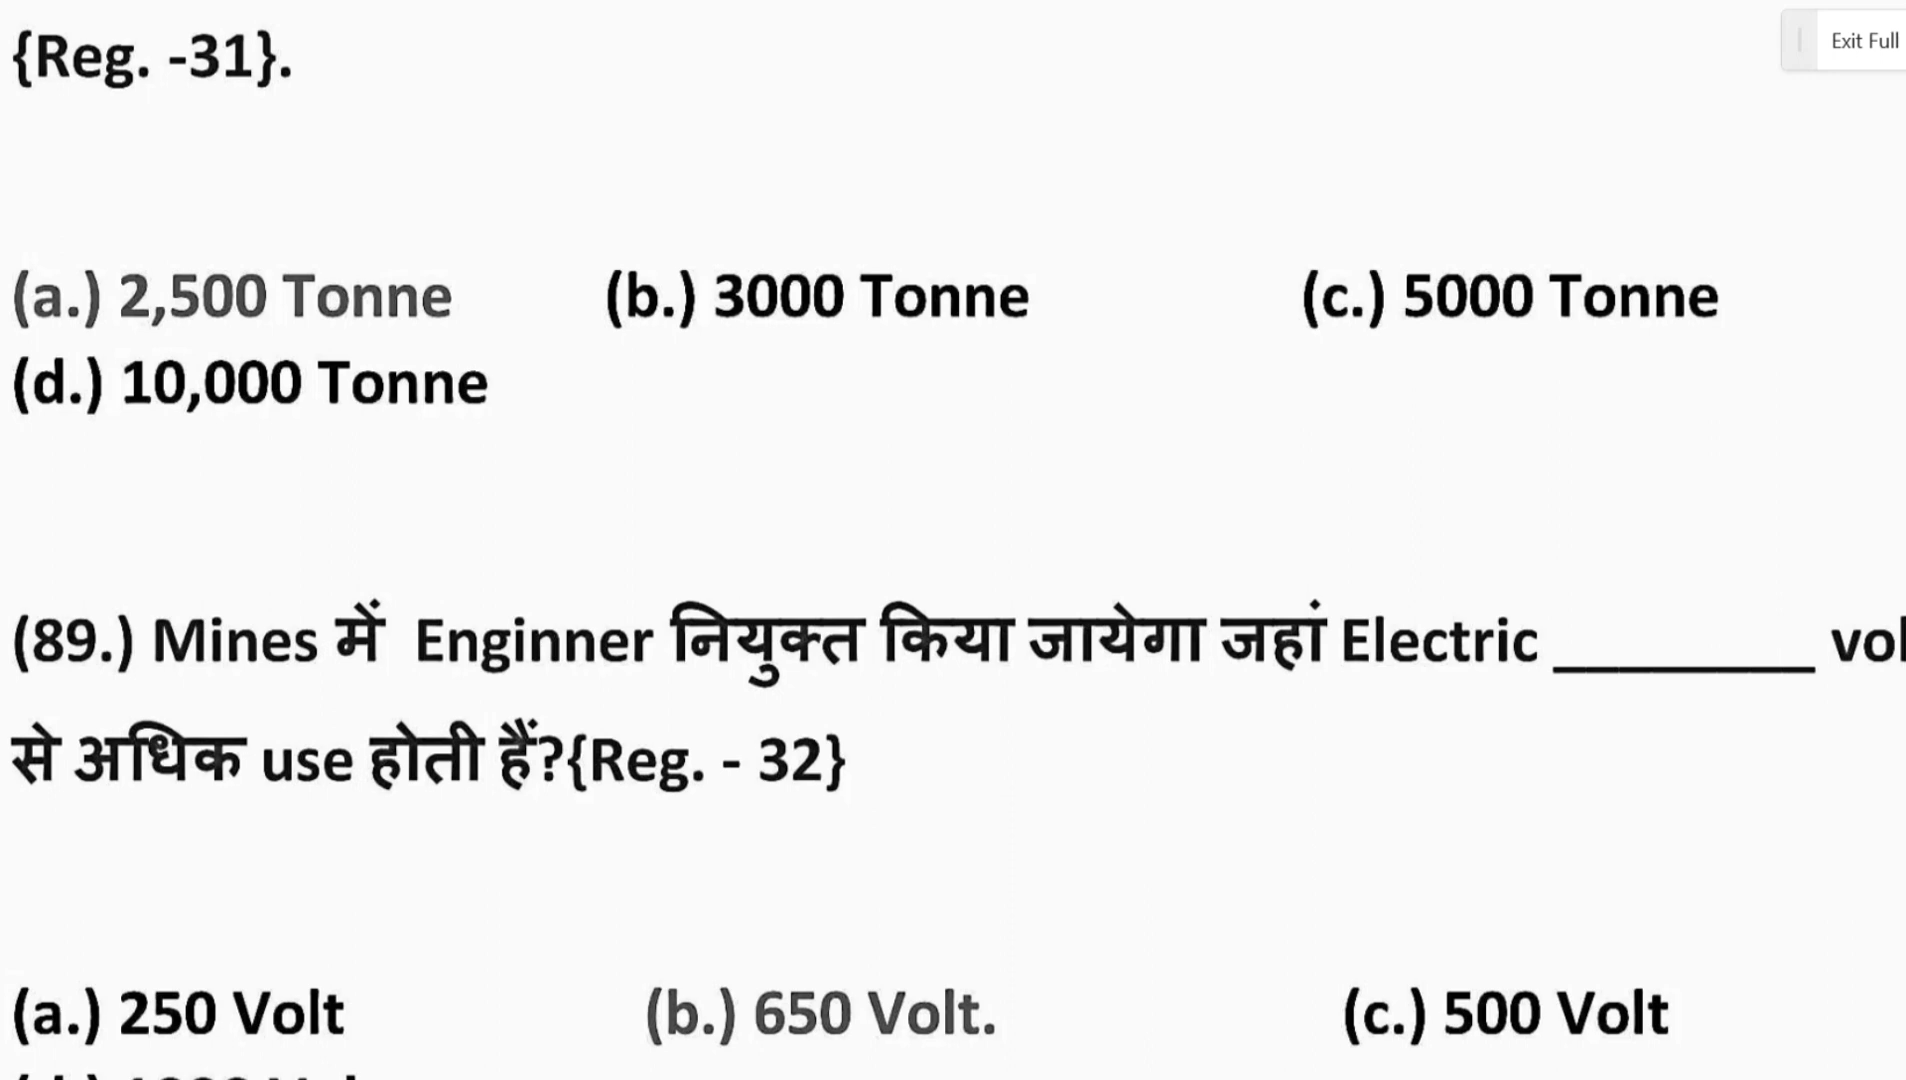 {Reg. -31}.
Exit Full
(a.) 2,500 Tonne (b.) 3000 Tonne (c.) 5000 Tonne
(d.) 10,000 Tonne
(89.) Mines में Enginner नियुक्त किया जायेगा जहां Electric ________
से अधिक use होती हैं?{Reg. - 32}
(a.) 250 Volt (b.) 650 Volt. (c.) 500 Volt